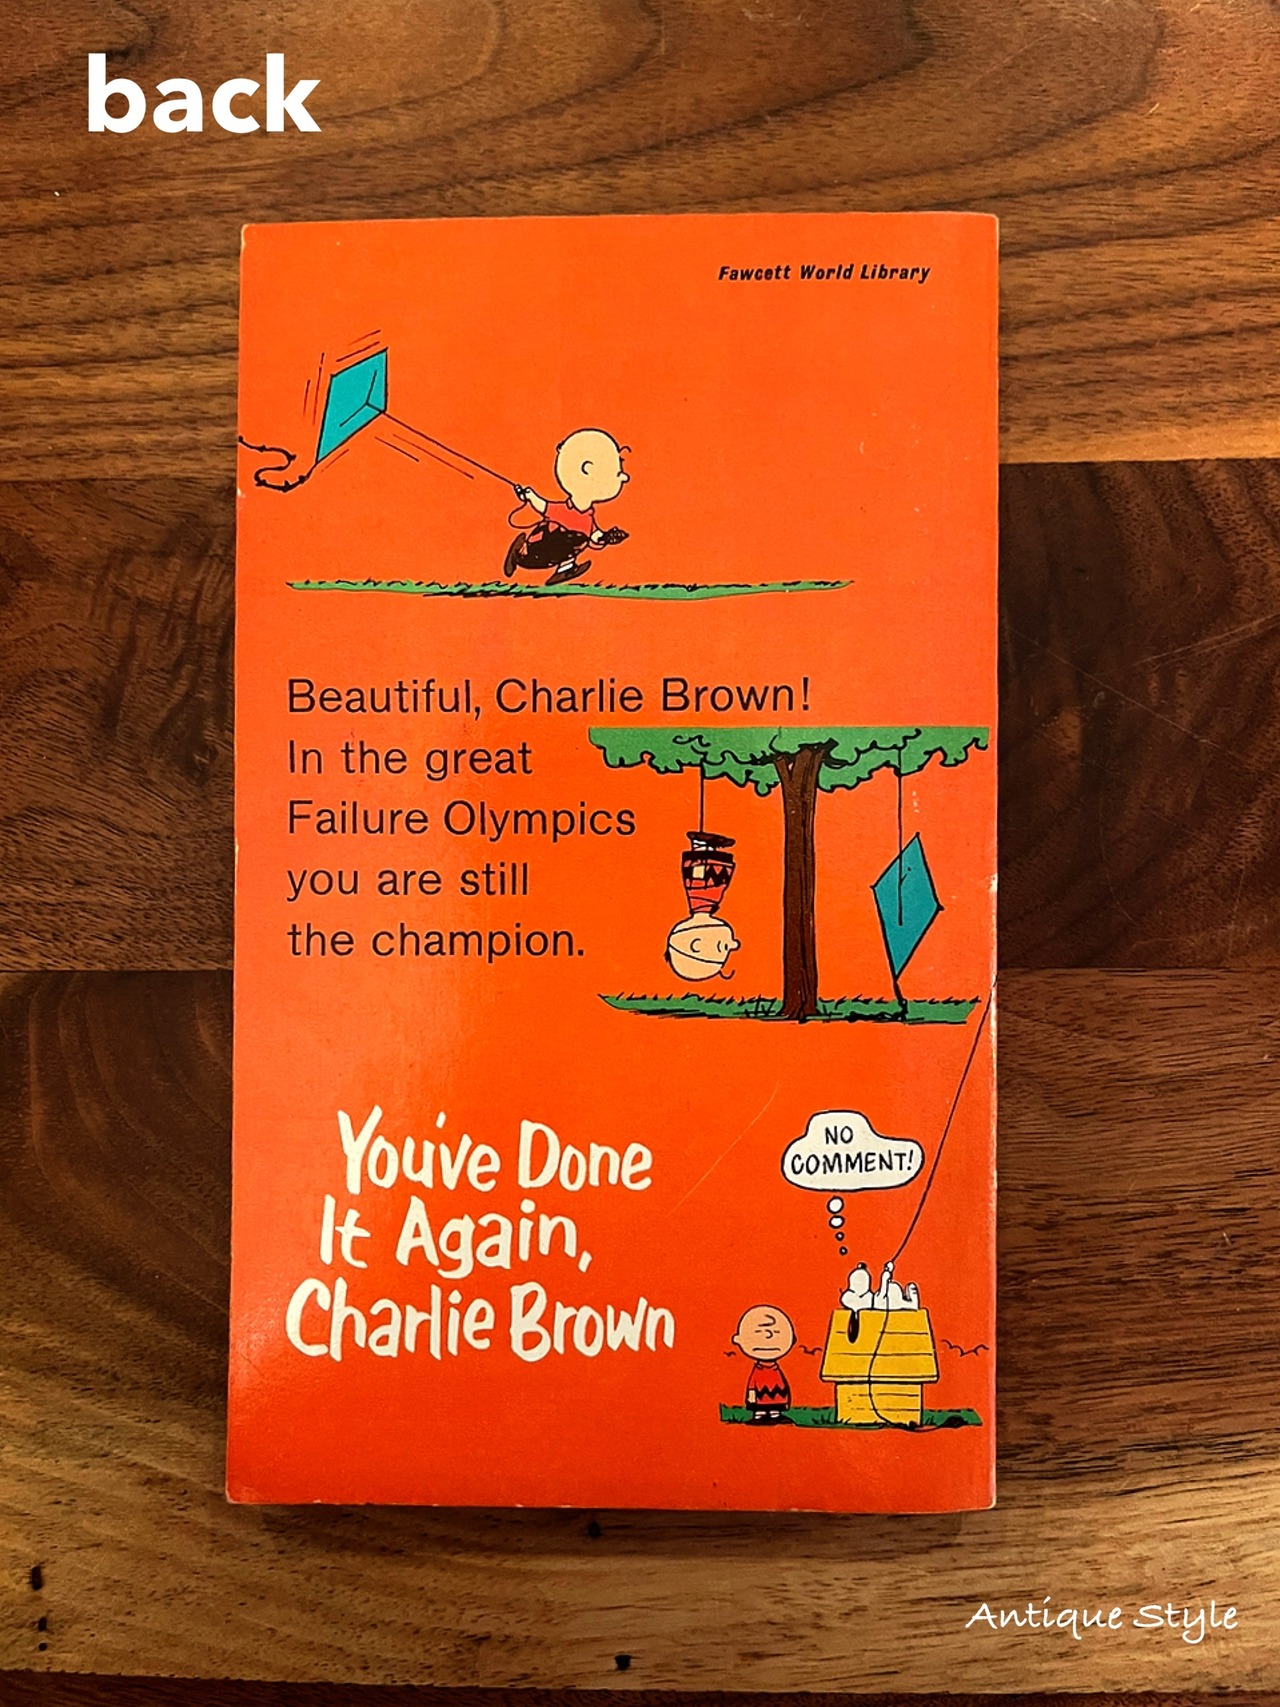 back
Fawcett World Library
Beautiful, Charlie Brown!
In the great
Failure Olympics
you are still
the champion.
You've Done
It Again,
Charlie Brown
NO
COMMENT!
Antique Style